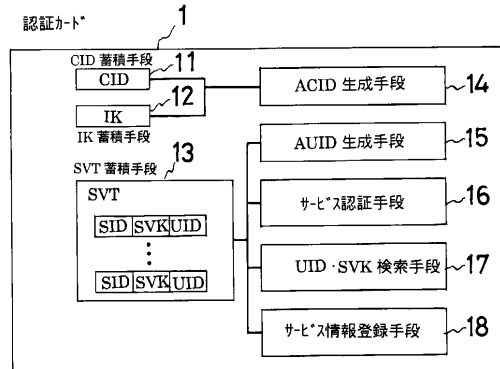 認証ｶｰﾄﾞ
1
CID 蓄積手段
11
CID
12
IK
IK 蓄積手段
SVT 蓄積手段
13
SVT
SID SVK UID
⋮
SID SVK UID
ACID 生成手段
14
AUID 生成手段
15
ｻｰﾋﾞｽ認証手段
16
UID・SVK 検索手段
17
ｻｰﾋﾞｽ情報登録手段
18